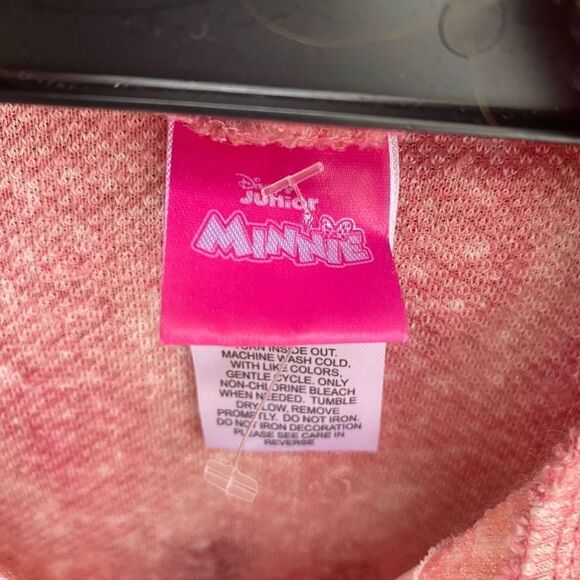 Disney
JUNIOR
MINNIE
TURN INSIDE OUT.
MACHINE WASH COLD,
WITH LIKE COLORS,
GENTLE CYCLE. ONLY
NON-CHLORINE BLEACH
WHEN NEEDED. TUMBLE
DRY LOW, REMOVE
PROMPTLY. DO NOT IRON.
DO NOT IRON DECORATION
PLEASE SEE CARE IN
REVERSE